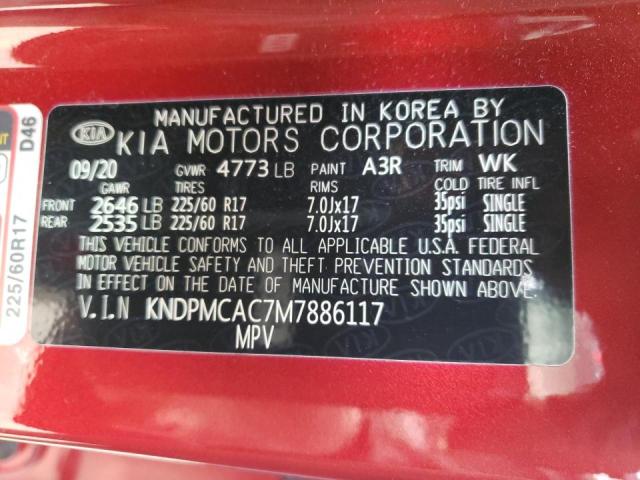 MANUFACTURED IN KOREA BY
KIA KIA MOTORS CORPORATION
09/20 GVWR 4773 LB PAINT A3R TRIM WK
GAWR TIRES RIMS COLD TIRE INFL
FRONT 2646 LB 225/60 R17 7.0Jx17 35psi SINGLE
REAR 2535 LB 225/60 R17 7.0Jx17 35psi SINGLE
THIS VEHICLE CONFORMS TO ALL APPLICABLE U.S.A. FEDERAL
MOTOR VEHICLE SAFETY AND THEFT PREVENTION STANDARDS
IN EFFECT ON THE DATE OF MANUFACTURE SHOWN ABOVE.
V.I.N KNDPMCAC7M7886117
MPV
D46
225/60R17